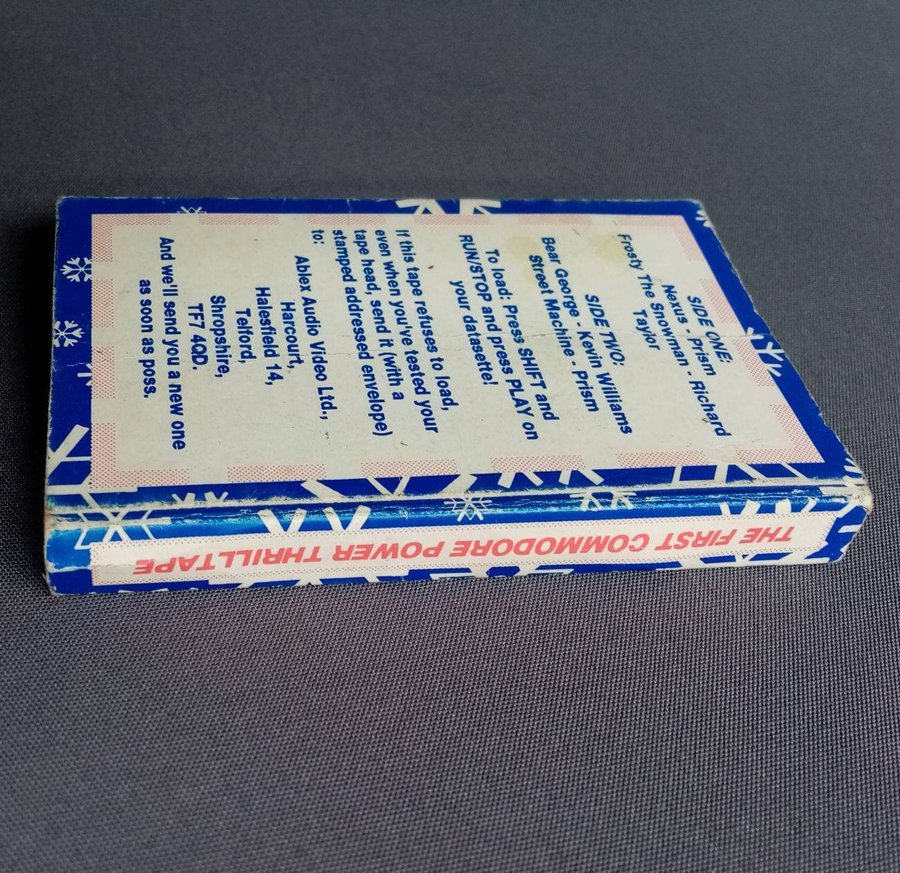 SIDE ONE:
Nexus - Prism
Frosty The Snowman - Richard
Taylor
SIDE TWO:
Bear George - Kevin Williams
Street Machine - Prism
To load: Press SHIFT and
RUN/STOP and press PLAY on
your datasette!
If this tape refuses to load,
even when you've tested your
tape head, send it (with a
stamped addressed envelope)
to:
Ablex Audio Video Ltd.,
Harcourt,
Halesfield 14,
Telford,
Shropshire,
TF7 4QD.
And we'll send you a new one
as soon as poss.
THE FIRST COMMODORE POWER THRILLTAPE